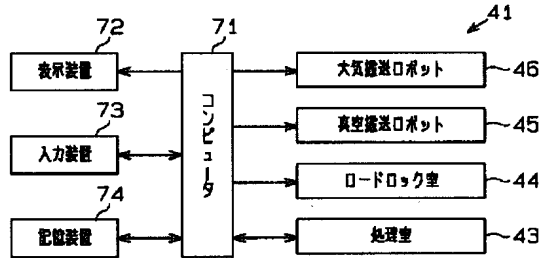 72
71
41
表示装置
大気搬送ロボット
46
73
コンピュータ
真空搬送ロボット
45
入力装置
ロードロック室
44
74
記憶装置
処理室
43